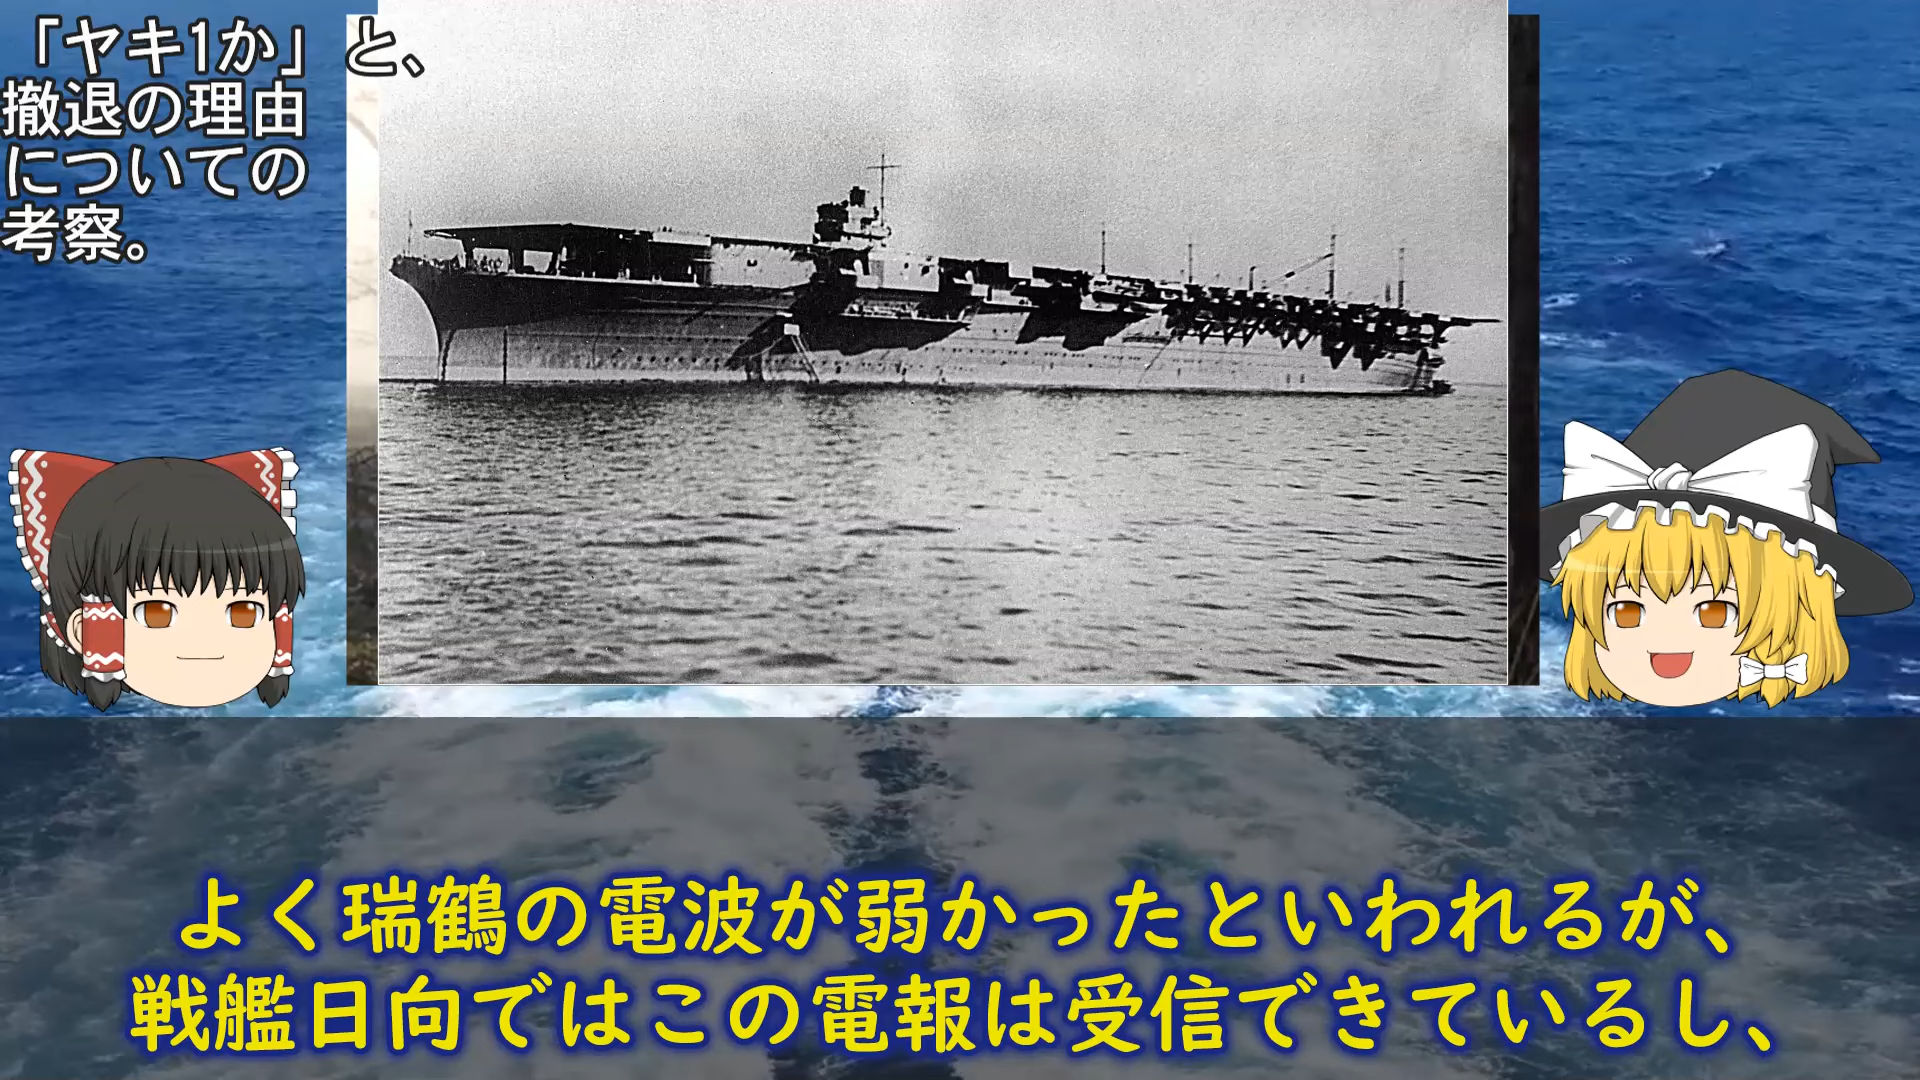 「ヤキ1か」と、
撤退の理由
についての
考察。
よく瑞鶴の電波が弱かったといわれるが、
戦艦日向ではこの電報は受信できているし、